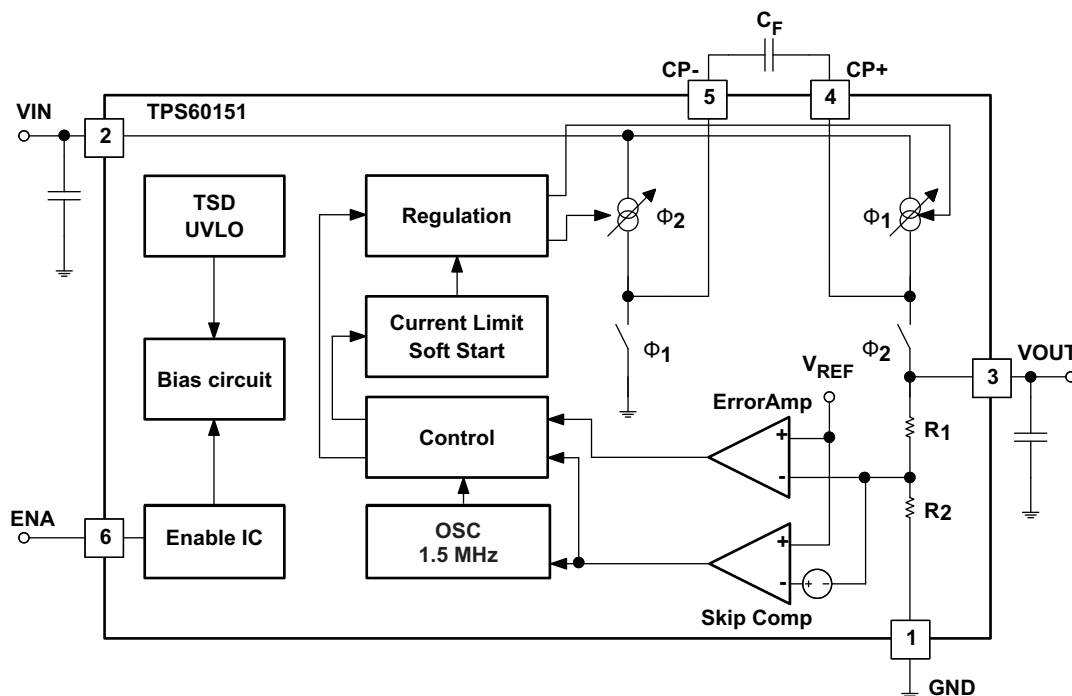 CF
CP-
CP+
5
4
VIN
TPS60151
2
TSD
UVLO
Regulation
Φ2
Φ1
Current Limit
Soft Start
Φ1
Φ2
VOUT
3
Bias circuit
VREF
ErrorAmp
Control
+
-
R1
R2
ENA
6
Enable IC
OSC
1.5 MHz
+
-
+ -
Skip Comp
1
GND